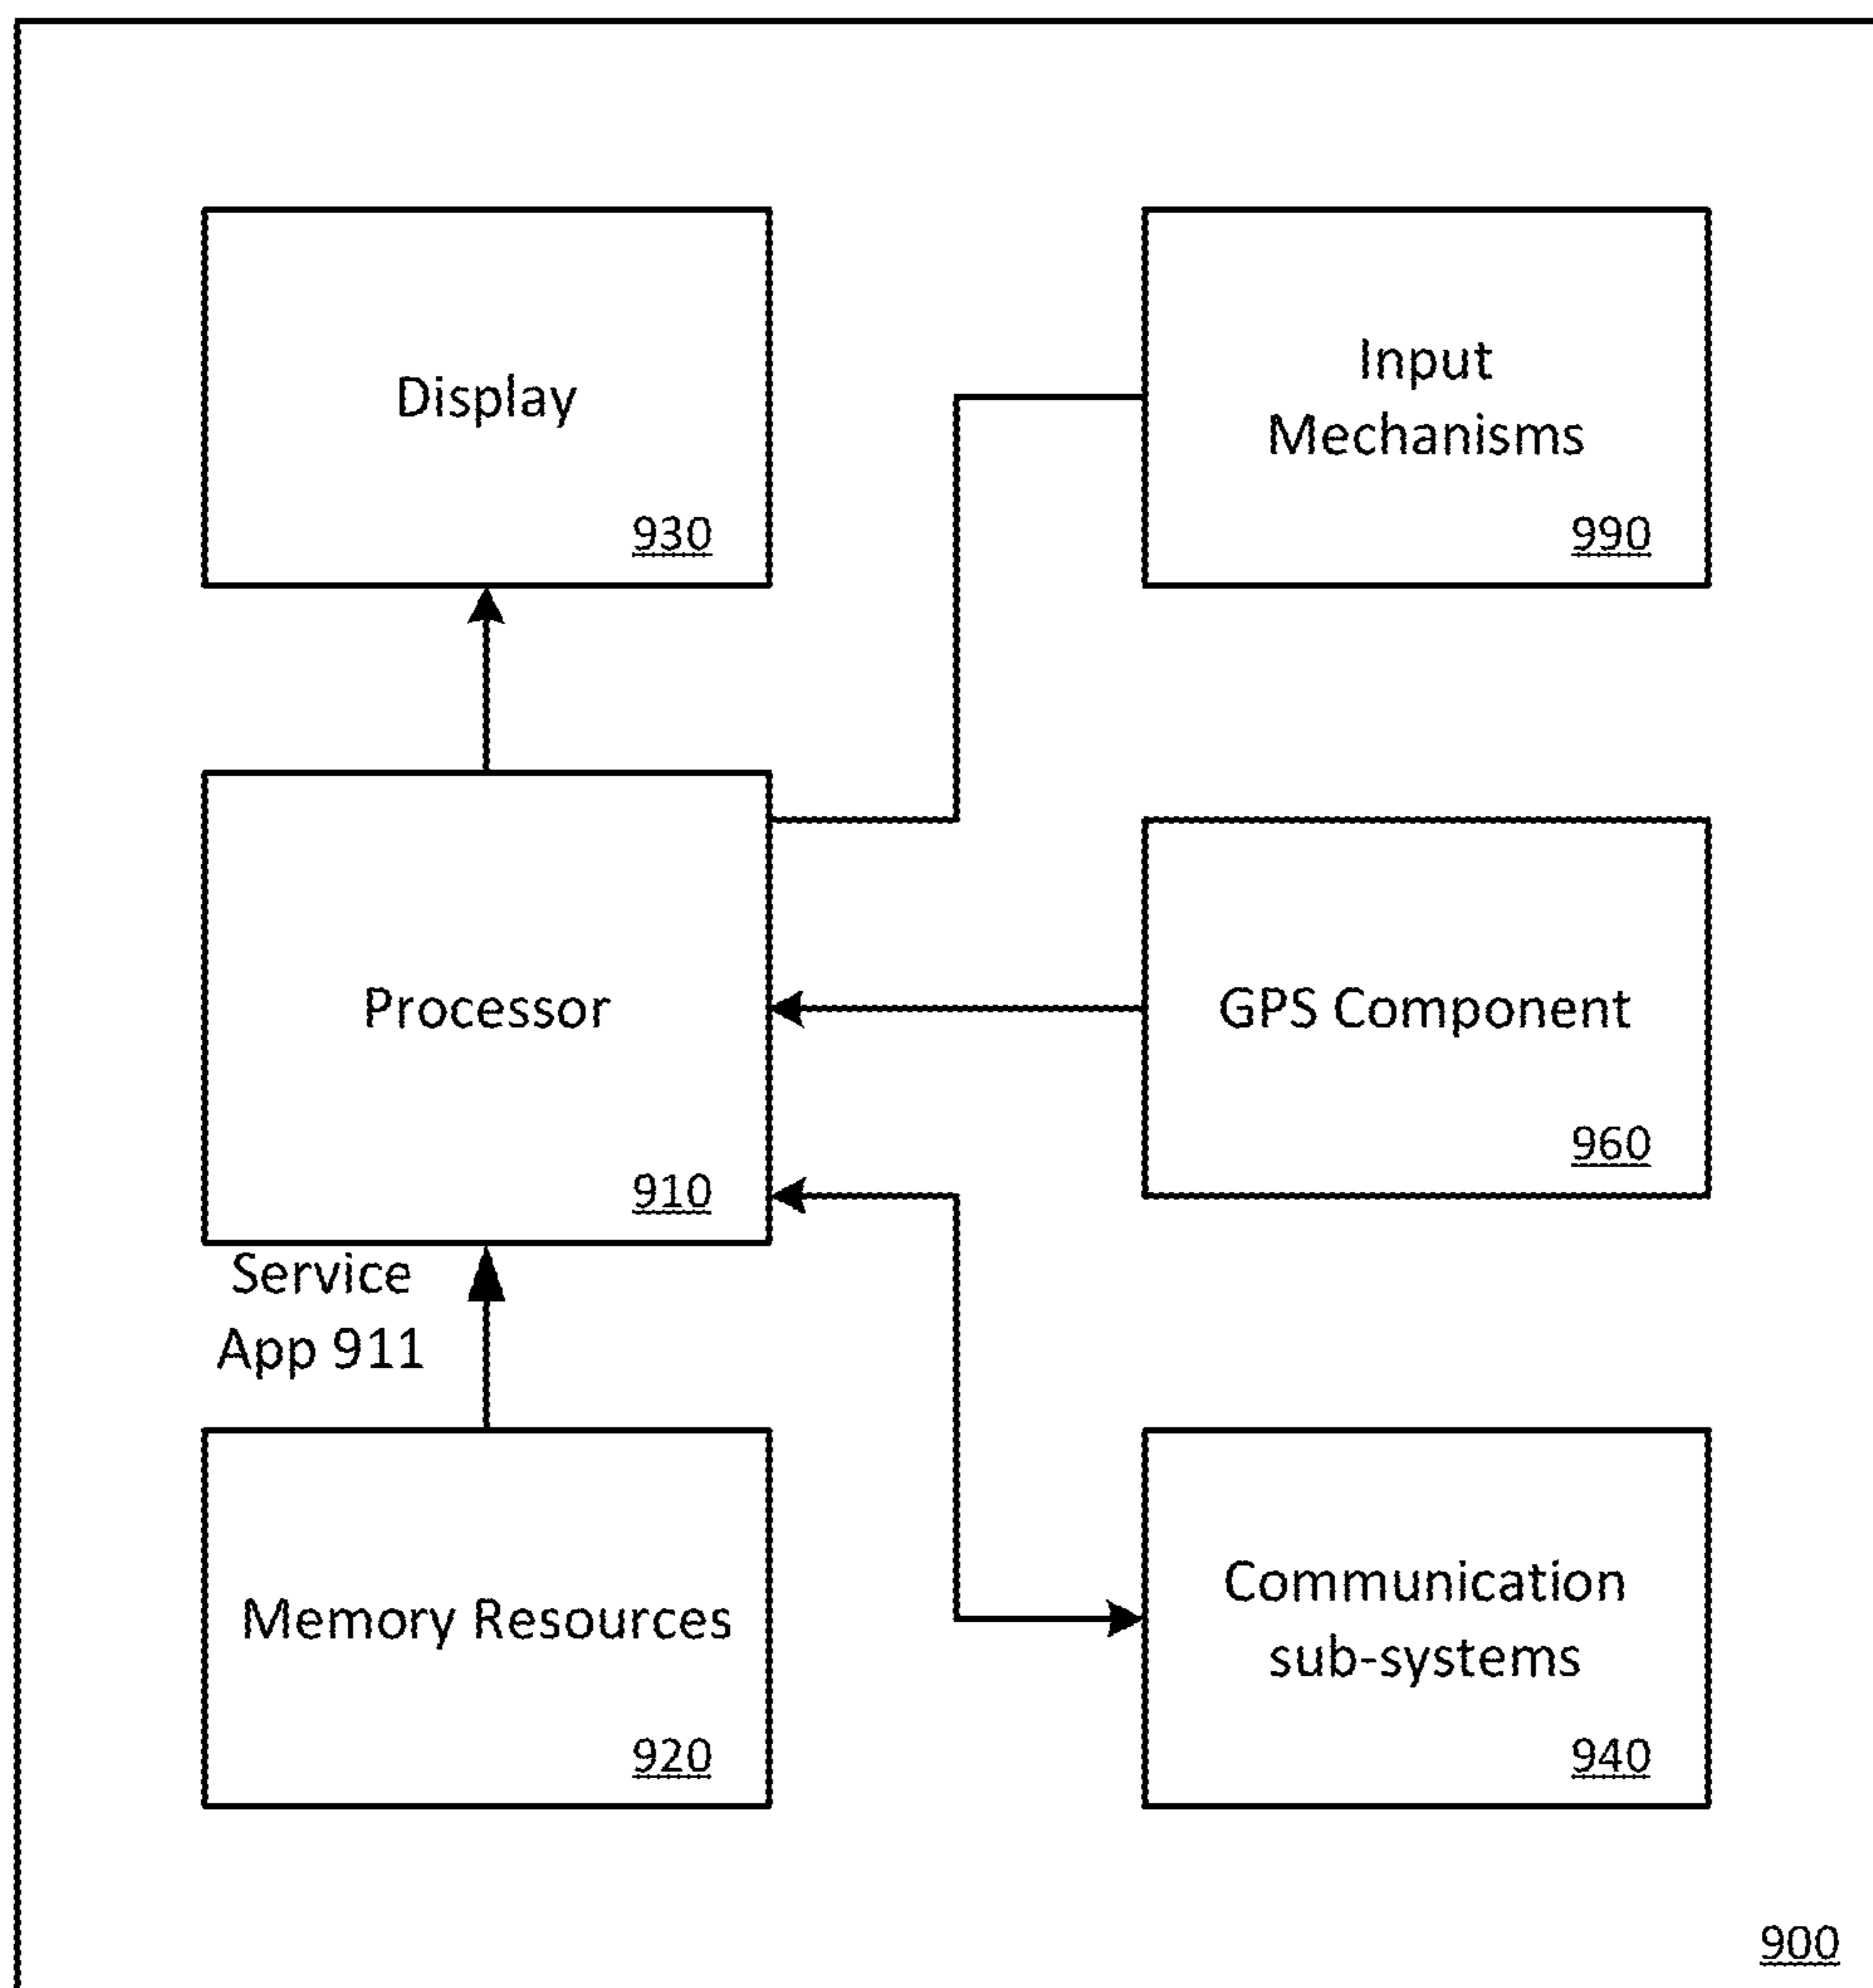 Display
930
Input
Mechanisms
990
Processor
910
GPS Component
960
Service
App 911
Memory Resources
920
Communication
sub-systems
940
900